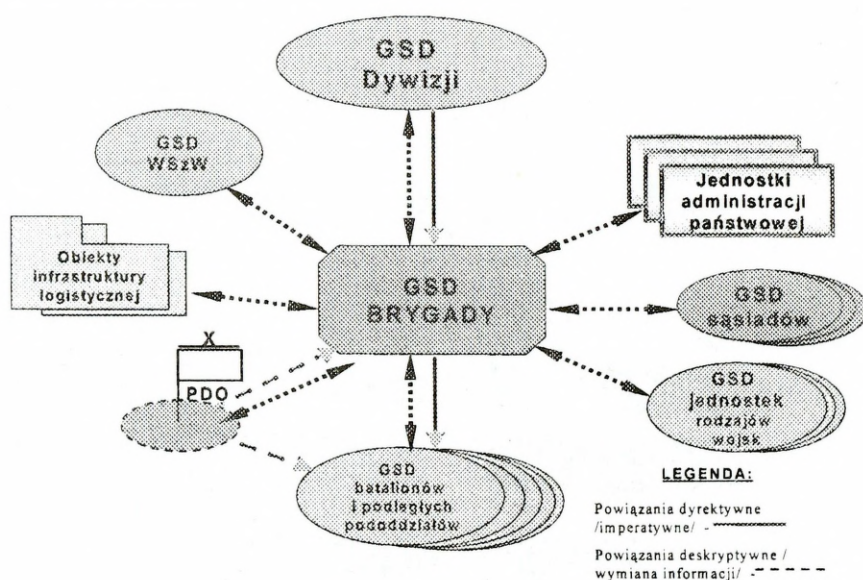 GSD
Dywizji
GSD
WSzW
Jednostki
administracji
państwowej
Obiekty
infrastruktury
logistycznej
GSD
BRYGADY
GSD
sąsiadów
X
PDO
GSD
jednostek
rodzajów
wojsk
GSD
batalionów
i podległych
pododdziałów
LEGENDA:
Powiązania dyrektywne
/imperatywne/ -
Powiązania deskryptywne /
wymiana informacji/ -